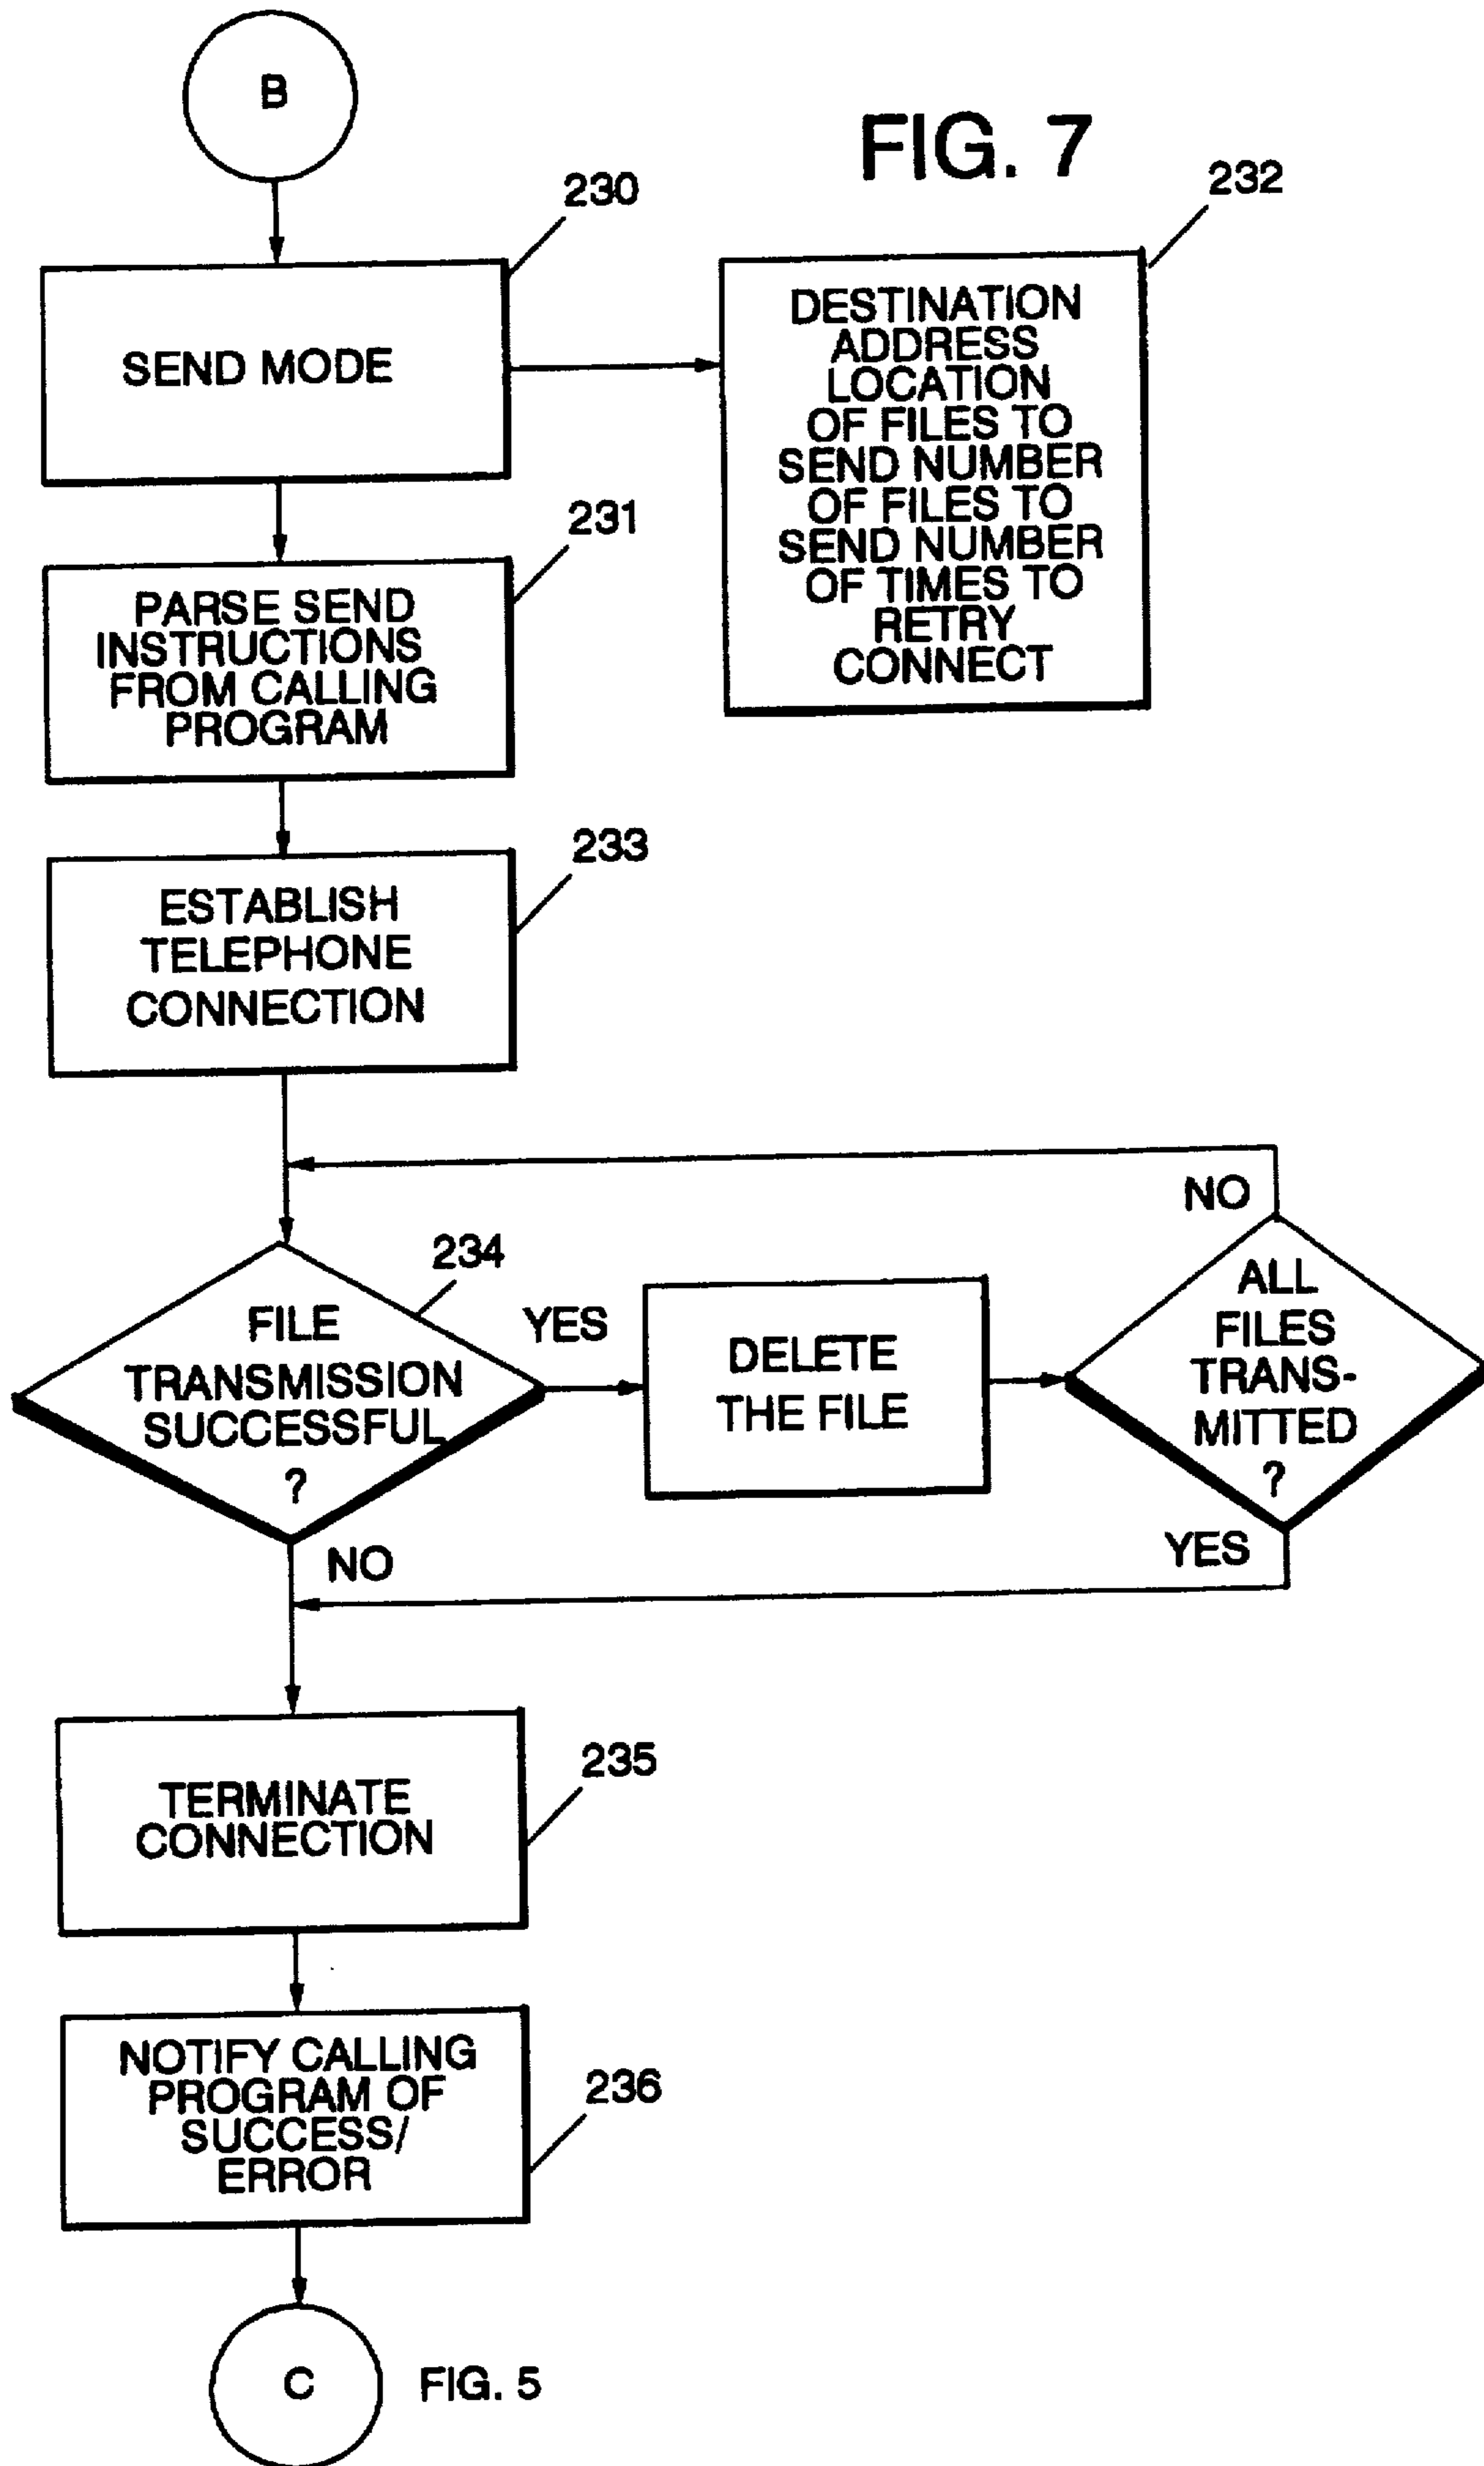 B
FIG. 7
230
232
SEND MODE
DESTINATION
ADDRESS
LOCATION
OF FILES TO
SEND NUMBER
OF FILES TO
SEND NUMBER
OF TIMES TO
RETRY
CONNECT
231
PARSE SEND
INSTRUCTIONS
FROM CALLING
PROGRAM
233
ESTABLISH
TELEPHONE
CONNECTION
234
FILE
TRANSMISSION
SUCCESSFUL
?
YES
DELETE
THE FILE
NO
ALL
FILES
TRANS-
MITTED
?
NO
YES
235
TERMINATE
CONNECTION
236
NOTIFY CALLING
PROGRAM OF
SUCCESS/
ERROR
C
FIG. 5